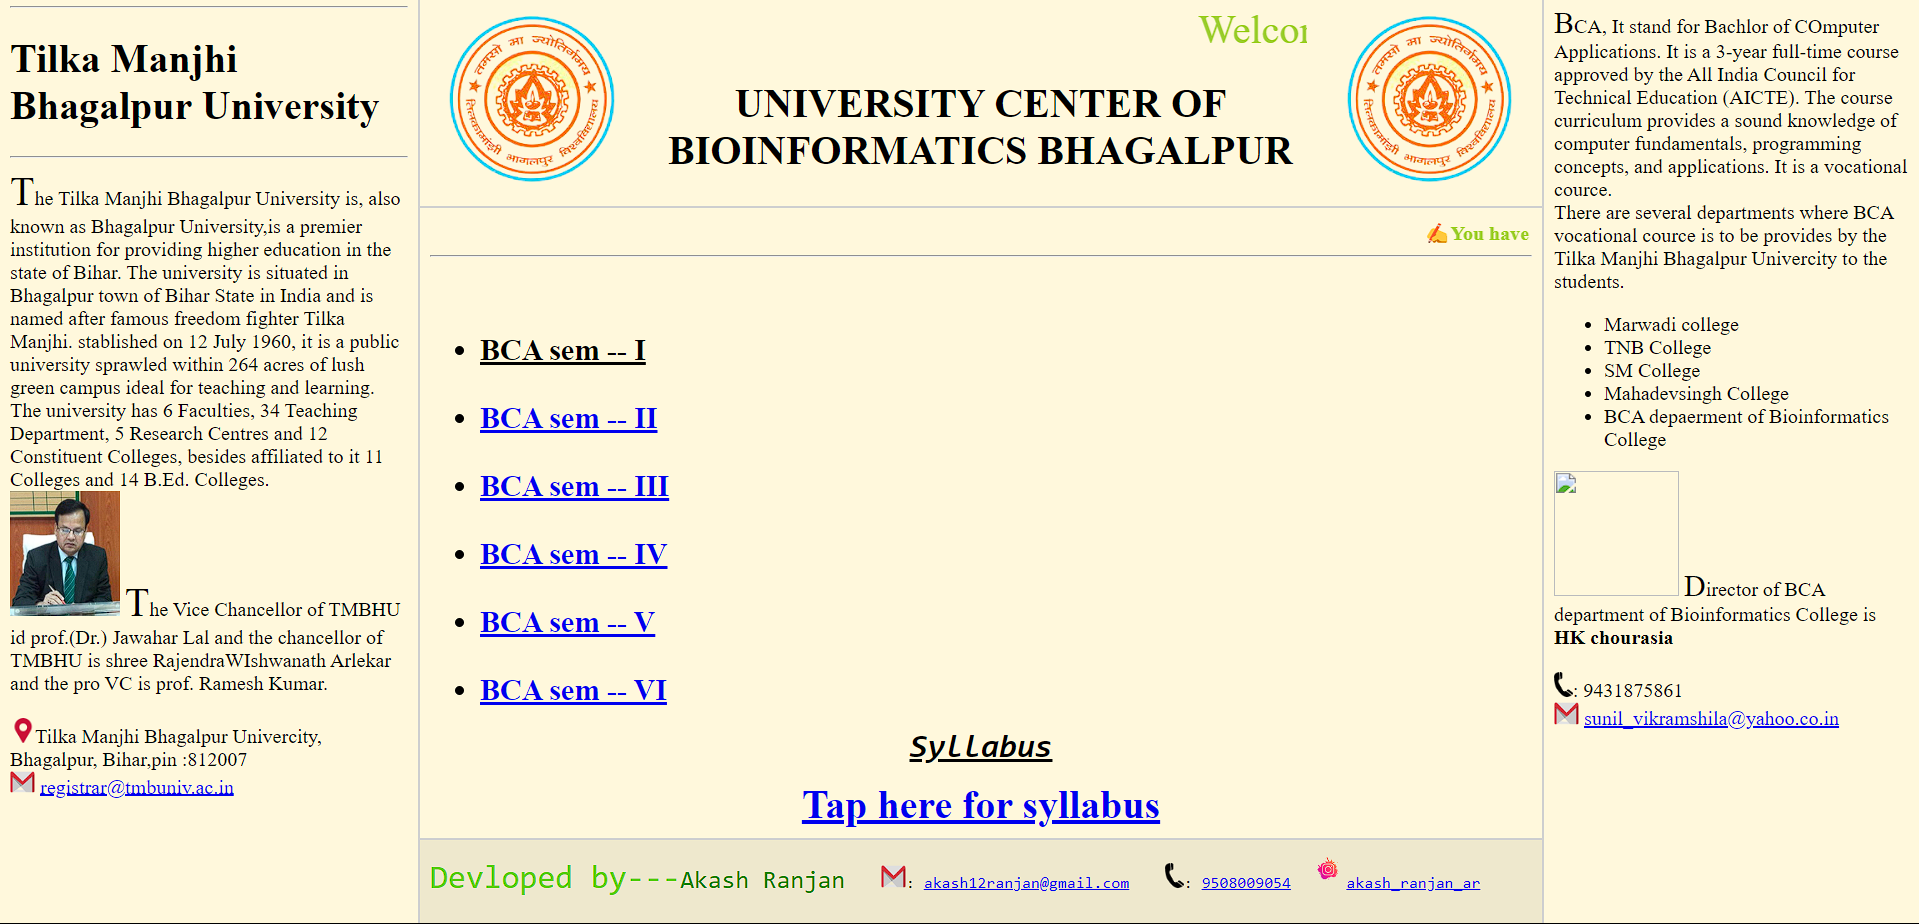 Tilka Manjhi
Bhagalpur University
The Tilka Manjhi Bhagalpur University is, also
known as Bhagalpur University,is a premier
institution for providing higher education in the
state of Bihar. The university is situated in
Bhagalpur town of Bihar State in India and is
named after famous freedom fighter Tilka
Manjhi. stablished on 12 July 1960, it is a public
university sprawled within 264 acres of lush
green campus ideal for teaching and learning.
The university has 6 Faculties, 34 Teaching
Department, 5 Research Centres and 12
Constituent Colleges, besides affiliated to it 11
Colleges and 14 B.Ed. Colleges.
The Vice Chancellor of TMBHU
id prof.(Dr.) Jawahar Lal and the chancellor of
TMBHU is shree RajendraWIshwanath Arlekar
and the pro VC is prof. Ramesh Kumar.
Tilka Manjhi Bhagalpur Univercity,
Bhagalpur, Bihar,pin :812007
registrar@tmbuniv.ac.in
तमसो मा ज्योतिर्गमय
तिलकामाझी भागलपुर विश्वविद्यालय
Welcor
UNIVERSITY CENTER OF
BIOINFORMATICS BHAGALPUR
तमसो मा ज्योतिर्गमय
तिलकामाझी भागलपुर विश्वविद्यालय
✍You have
• BCA sem -- I
• BCA sem -- II
• BCA sem -- III
• BCA sem -- IV
• BCA sem -- V
• BCA sem -- VI
Syllabus
Tap here for syllabus
Devloped by---Akash Ranjan : akash12ranjan@gmail.com : 9508009054 akash_ranjan_ar
BCA, It stand for Bachlor of COmputer
Applications. It is a 3-year full-time course
approved by the All India Council for
Technical Education (AICTE). The course
curriculum provides a sound knowledge of
computer fundamentals, programming
concepts, and applications. It is a vocational
cource.
There are several departments where BCA
vocational cource is to be provides by the
Tilka Manjhi Bhagalpur Univercity to the
students.
• Marwadi college
• TNB College
• SM College
• Mahadevsingh College
• BCA depaerment of Bioinformatics
College
Director of BCA
department of Bioinformatics College is
HK chourasia
: 9431875861
sunil_vikramshila@yahoo.co.in